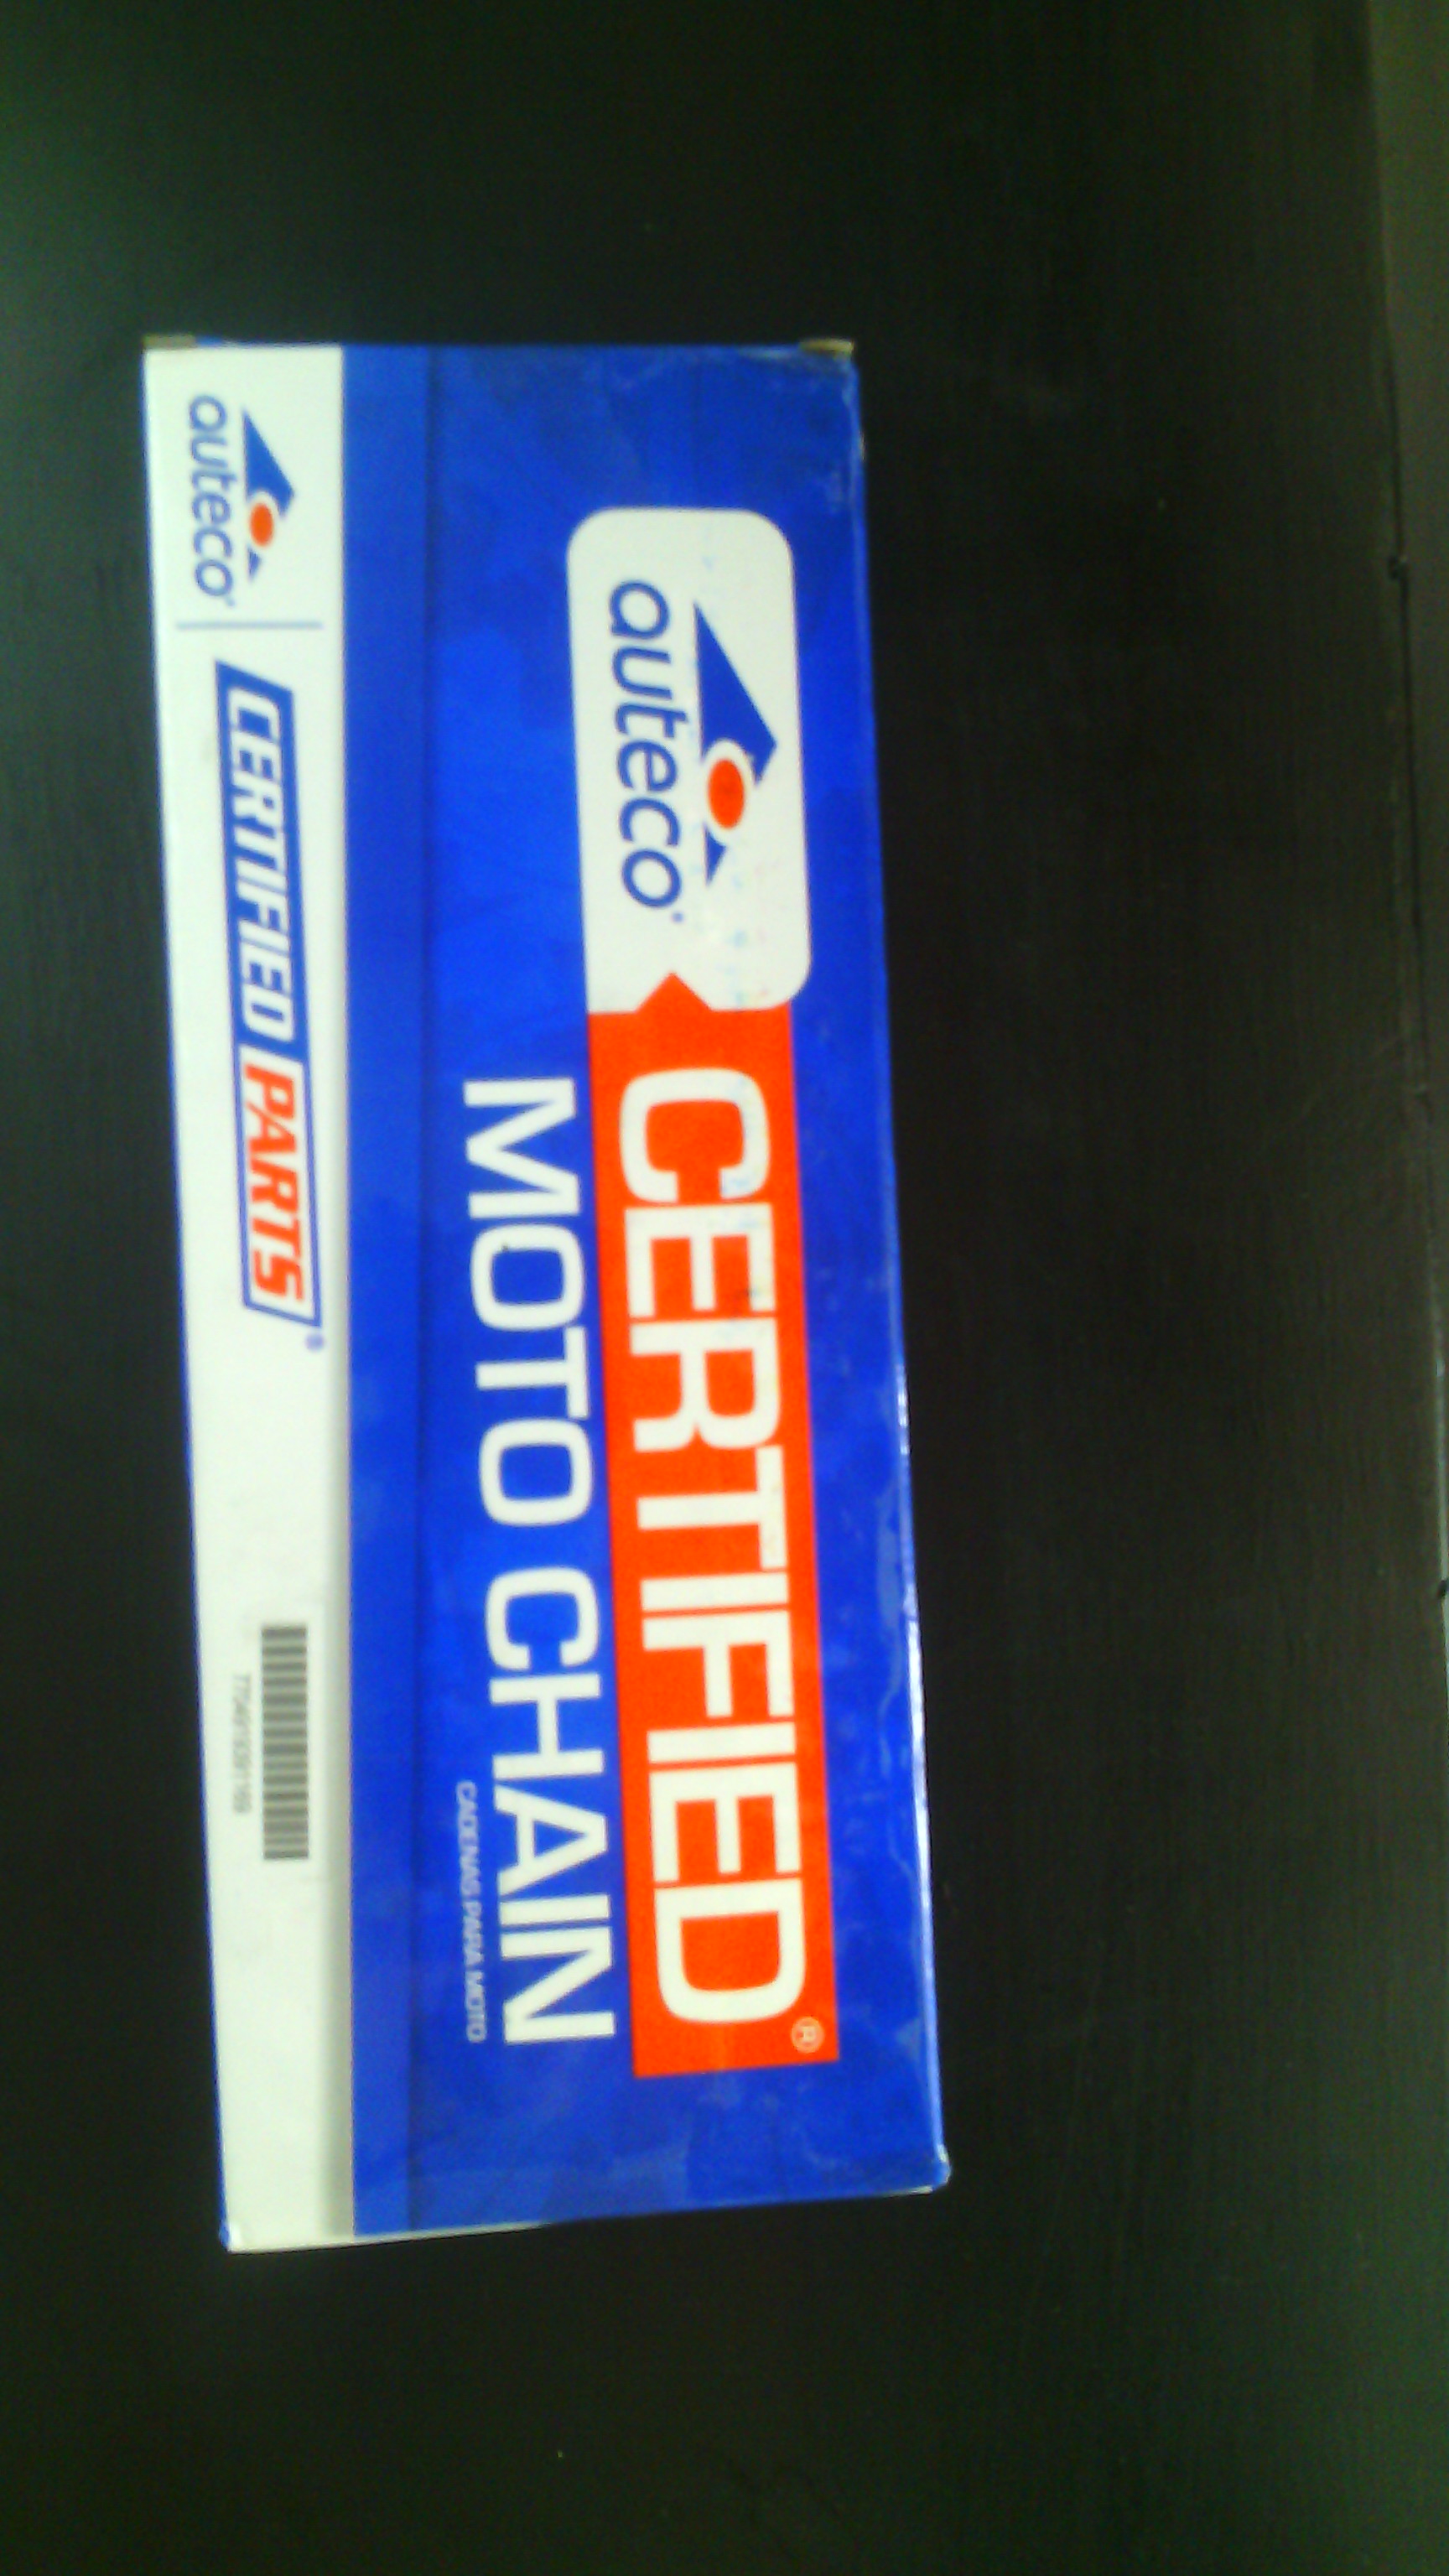 auteco
CERTIFIED®
MOTO CHAIN
CADENAS PARA MOTO
auteco
CERTIFIED PARTS®